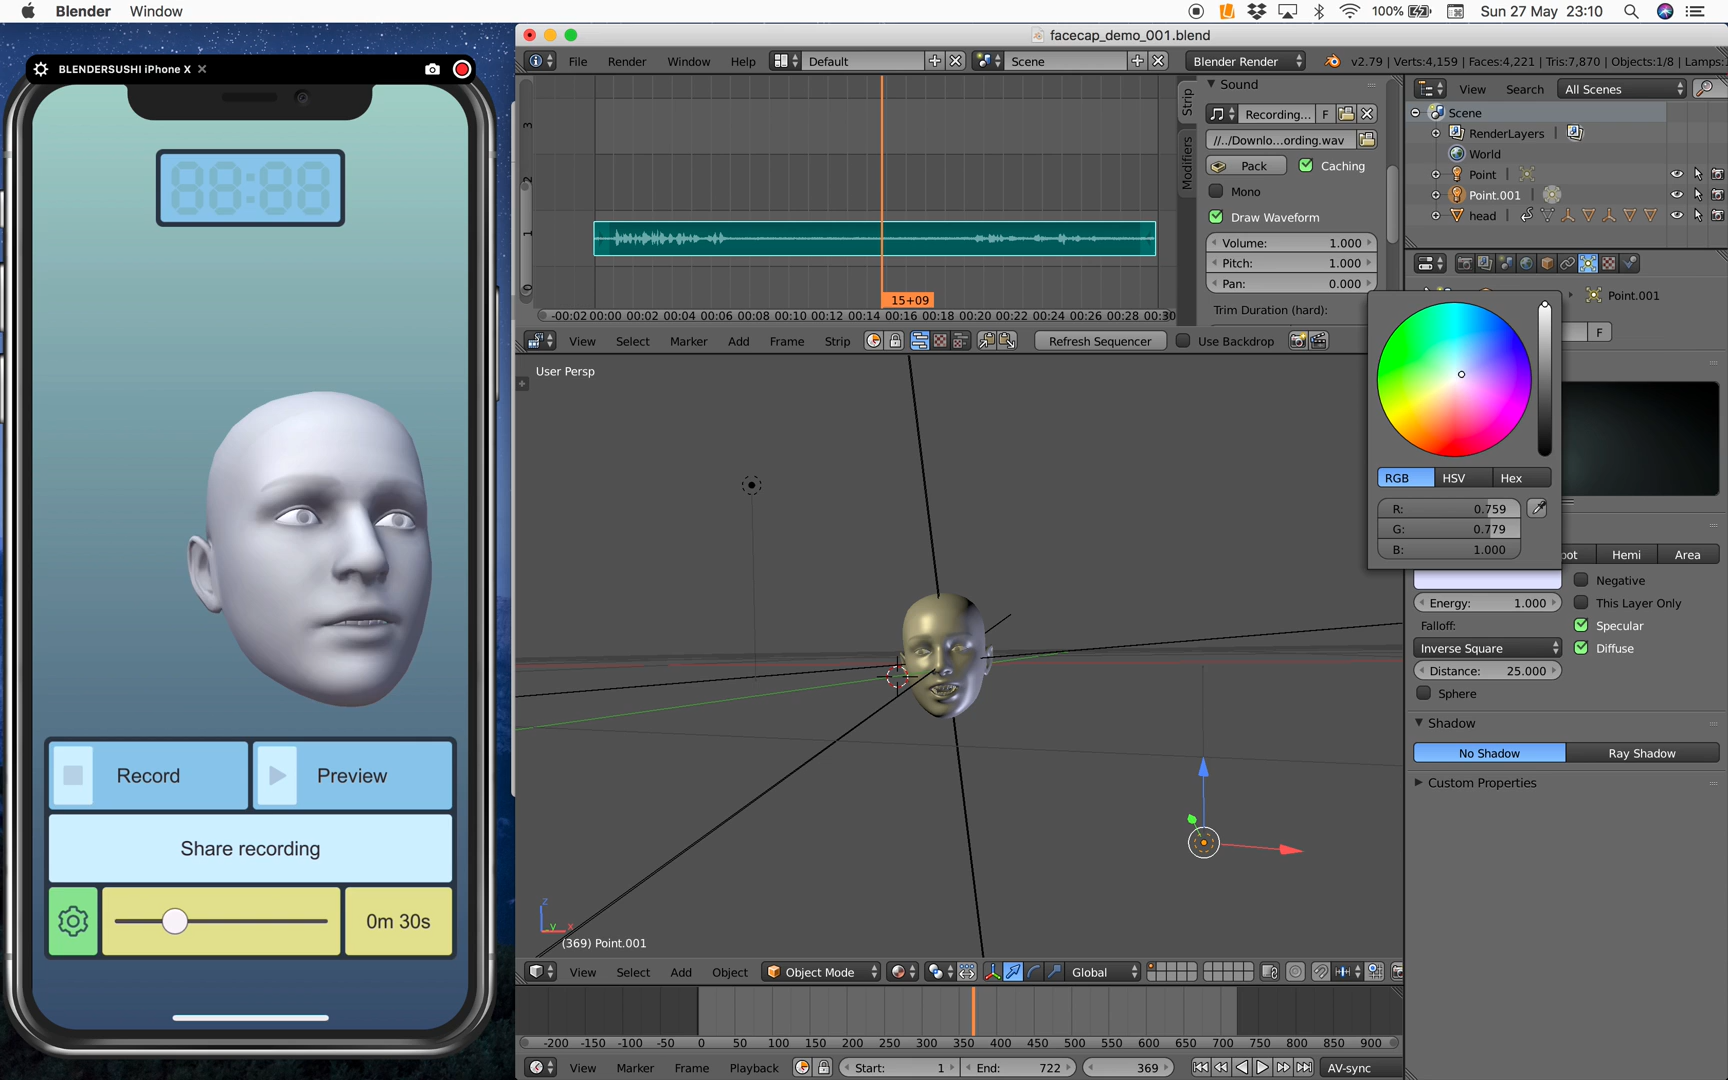 Blender Window
100% Sun 27 May 23:10
BLENDERSUSHI iPhone X
88:88
Record
Preview
Share recording
0m 30s
facecap_demo_001.blend
File Render Window Help Default Scene Blender Render v2.79 | Verts:4,159 | Faces:4,221 | Tris:7,870 | Objects:1/8 | Lamps:
3
2
1
0
15+09
-00:02 00:00 00:02 00:04 00:06 00:08 00:10 00:12 00:14 00:16 00:18 00:20 00:22 00:24 00:26 00:28 00:30
Strip
Modifiers
Sound
Recording... F
//../Downlo...ording.wav
Pack Caching
Mono
Draw Waveform
Volume: 1.000
Pitch: 1.000
Pan: 0.000
Trim Duration (hard):
View Select Marker Add Frame Strip Refresh Sequencer Use Backdrop
User Persp
z
y x
(369) Point.001
View Select Add Object Object Mode Global
-200 -150 -100 -50 0 50 100 150 200 250 300 350 400 450 500 550 600 650 700 750 800 850 900
View Marker Frame Playback Start: 1 End: 722 369 AV-sync
View Search All Scenes
Scene
RenderLayers
World
Point
Point.001
head
Point.001
F
RGB HSV Hex
R: 0.759
G: 0.779
B: 1.000
ot Hemi Area
Negative
Energy: 1.000 This Layer Only
Falloff: Specular
Inverse Square Diffuse
Distance: 25.000
Sphere
Shadow
No Shadow Ray Shadow
Custom Properties